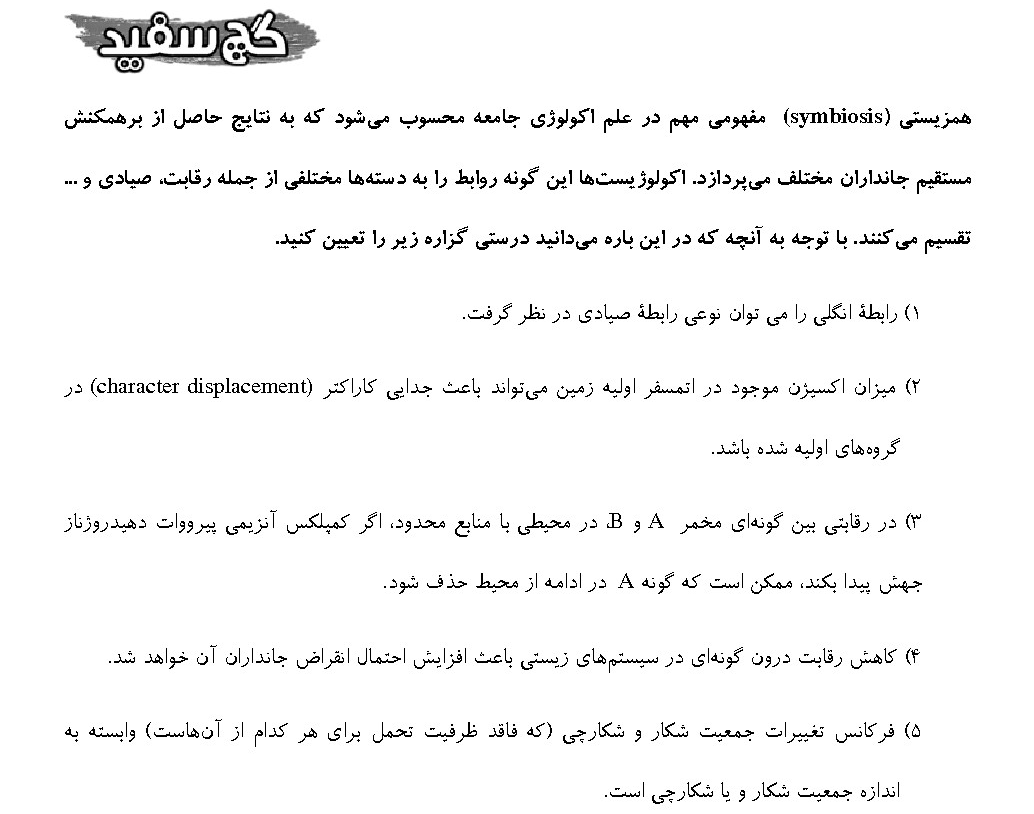 گچ سفید
همزیستی (symbiosis) مفهومی مهم در علم اکولوژی جامعه محسوب می‌شود که به نتایج حاصل از برهمکنش
مستقیم جانداران مختلف می‌پردازد. اکولوژیست‌ها این گونه روابط را به دسته‌ها مختلفی از جمله رقابت، صیادی و ...
تقسیم می‌کنند. با توجه به آنچه که در این باره می‌دانید درستی گزاره زیر را تعیین کنید.
۱) رابطهٔ انگلی را می توان نوعی رابطهٔ صیادی در نظر گرفت.
۲) میزان اکسیژن موجود در اتمسفر اولیه زمین می‌تواند باعث جدایی کاراکتر (character displacement) در
گروه‌های اولیه شده باشد.
۳) در رقابتی بین گونه‌ای مخمر A و B، در محیطی با منابع محدود، اگر کمپلکس آنزیمی پیرووات دهیدروژناز
جهش پیدا بکند، ممکن است که گونه A در ادامه از محیط حذف شود.
۴) کاهش رقابت درون گونه‌ای در سیستم‌های زیستی باعث افزایش احتمال انقراض جانداران آن خواهد شد.
۵) فرکانس تغییرات جمعیت شکار و شکارچی (که فاقد ظرفیت تحمل برای هر کدام از آن‌هاست) وابسته به
اندازه جمعیت شکار و یا شکارچی است.